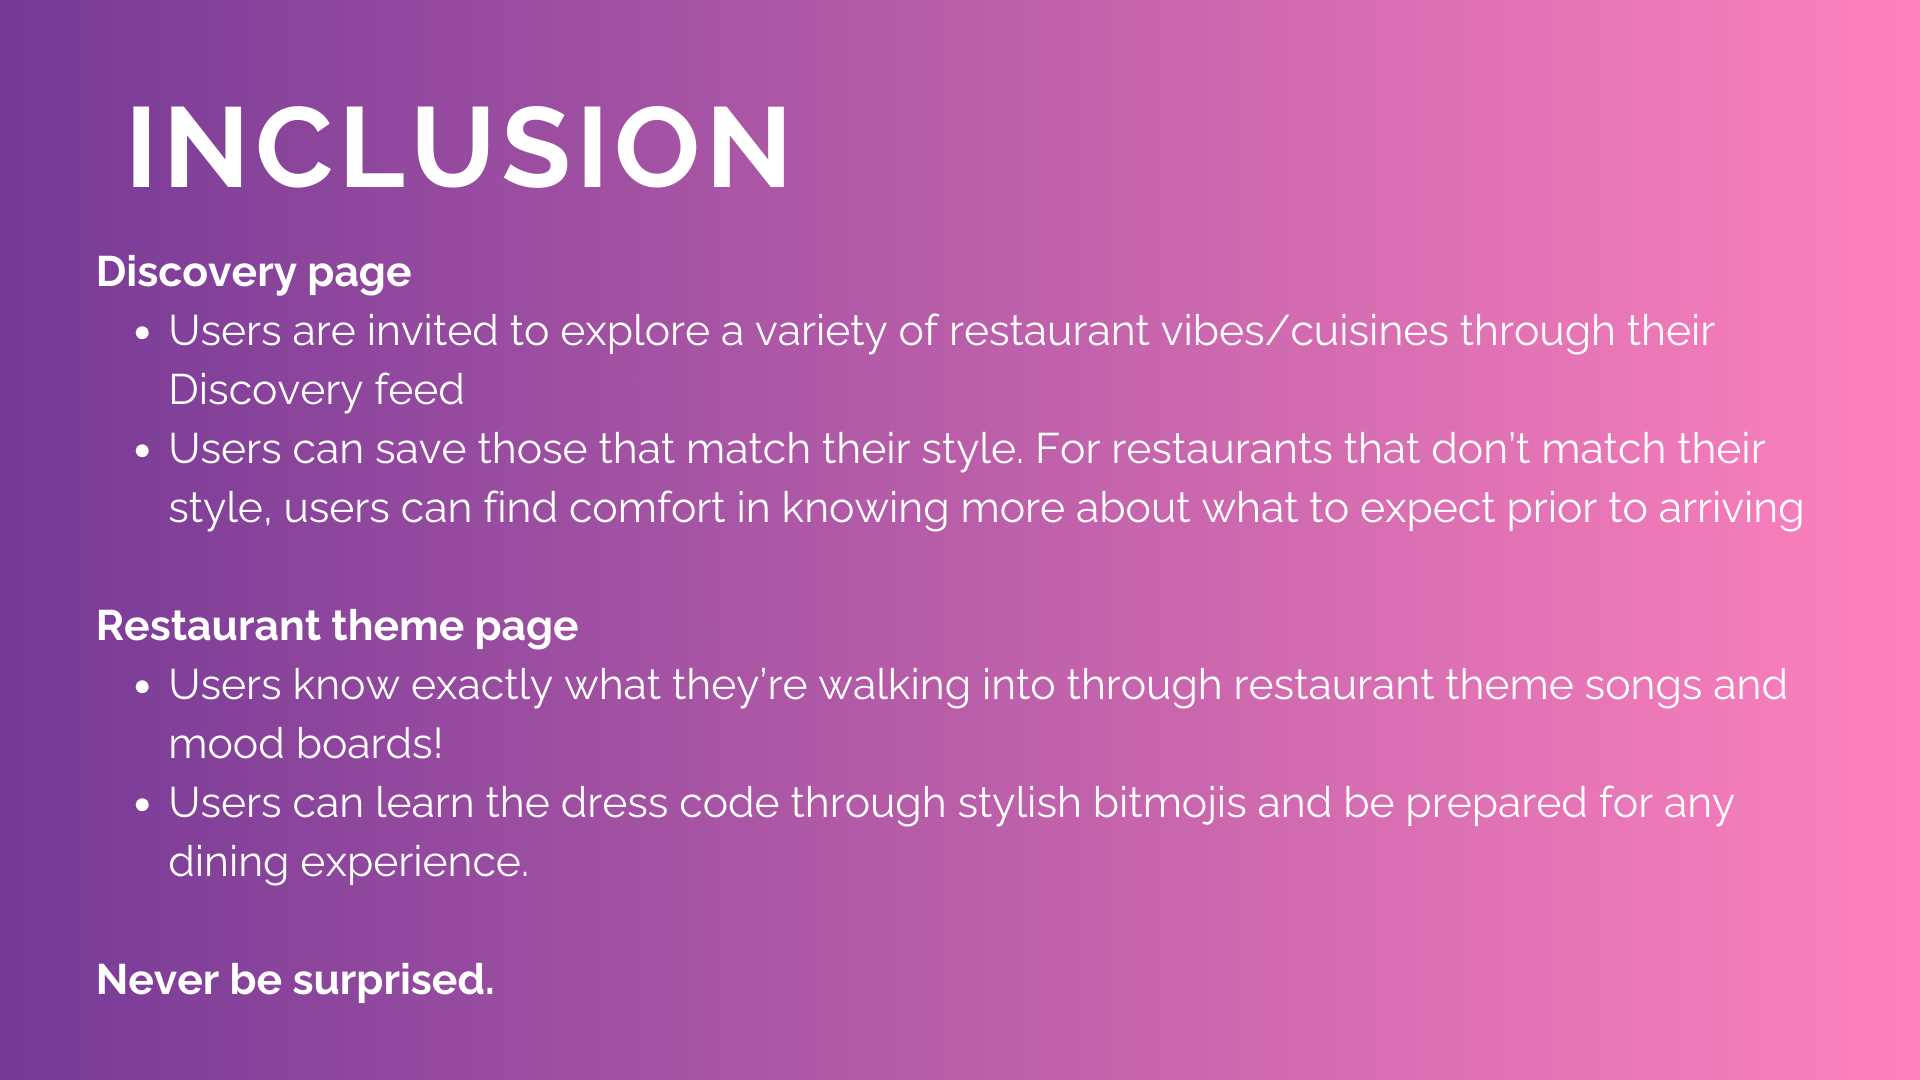 INCLUSION
Discovery page
• Users are invited to explore a variety of restaurant vibes/cuisines through their
Discovery feed
• Users can save those that match their style. For restaurants that don’t match their
style, users can find comfort in knowing more about what to expect prior to arriving
Restaurant theme page
• Users know exactly what they’re walking into through restaurant theme songs and
mood boards!
• Users can learn the dress code through stylish bitmojis and be prepared for any
dining experience.
Never be surprised.